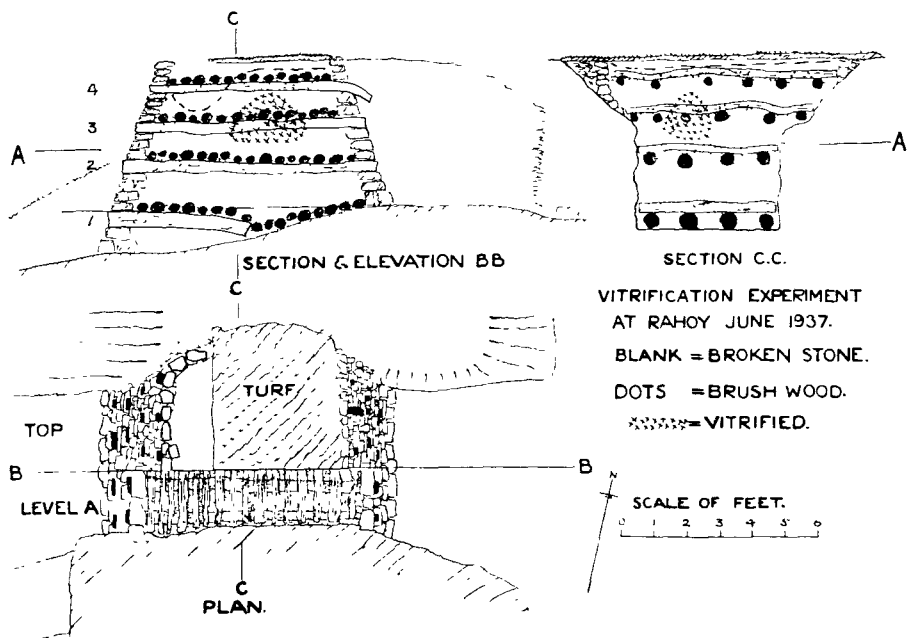 C
4
3
A
2
1
A
SECTION & ELEVATION BB
SECTION C.C.
C
VITRIFICATION EXPERIMENT
AT RAHOY JUNE 1937.
BLANK = BROKEN STONE.
DOTS = BRUSH WOOD.
= VITRIFIED.
TURF
TOP
B
B
LEVEL A
N
SCALE OF FEET.
0 1 2 3 4 5 6
C
PLAN.